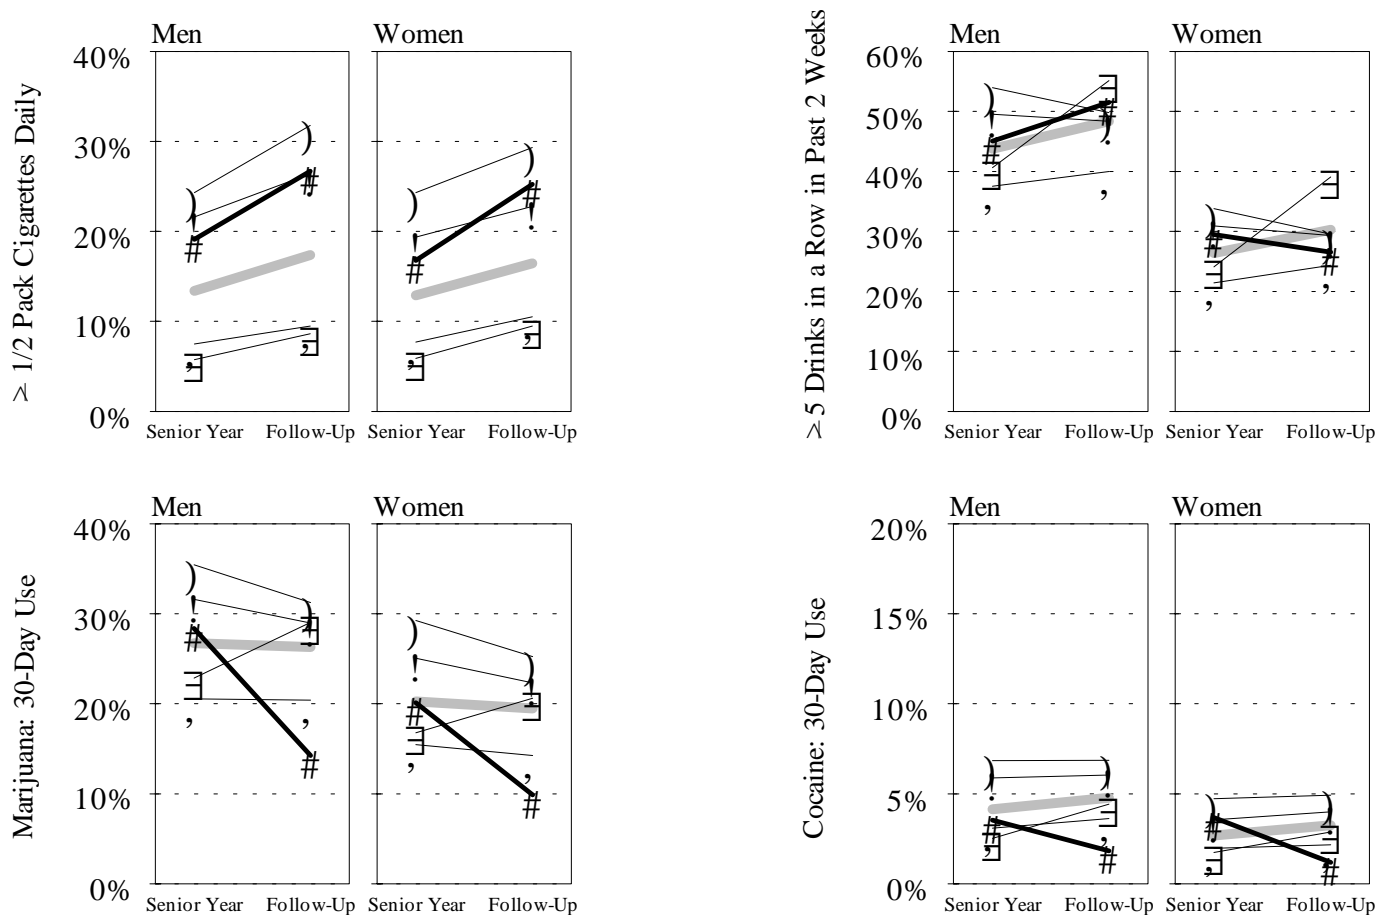 ≥ 1/2 Pack Cigarettes Daily
Men
Women
40%
30%
20%
10%
0%
Senior Year
Follow-Up
Senior Year
Follow-Up
) ) ! ! # # , , ⊐ ⊐
) ) ! ! # # , , ⊐ ⊐
≥ 5 Drinks in a Row in Past 2 Weeks
Men
Women
60%
50%
40%
30%
20%
10%
0%
Senior Year
Follow-Up
Senior Year
Follow-Up
) ) ! ! # # , , ⊐ ⊐
) ) ! ! # # , , ⊐ ⊐
Marijuana: 30-Day Use
Men
Women
40%
30%
20%
10%
0%
Senior Year
Follow-Up
Senior Year
Follow-Up
) ) ! ! # # , , ⊐ ⊐
) ) ! ! # # , , ⊐ ⊐
Cocaine: 30-Day Use
Men
Women
20%
15%
10%
5%
0%
Senior Year
Follow-Up
Senior Year
Follow-Up
) ) ! ! # # , , ⊐ ⊐
) ) ! ! # # , , ⊐ ⊐